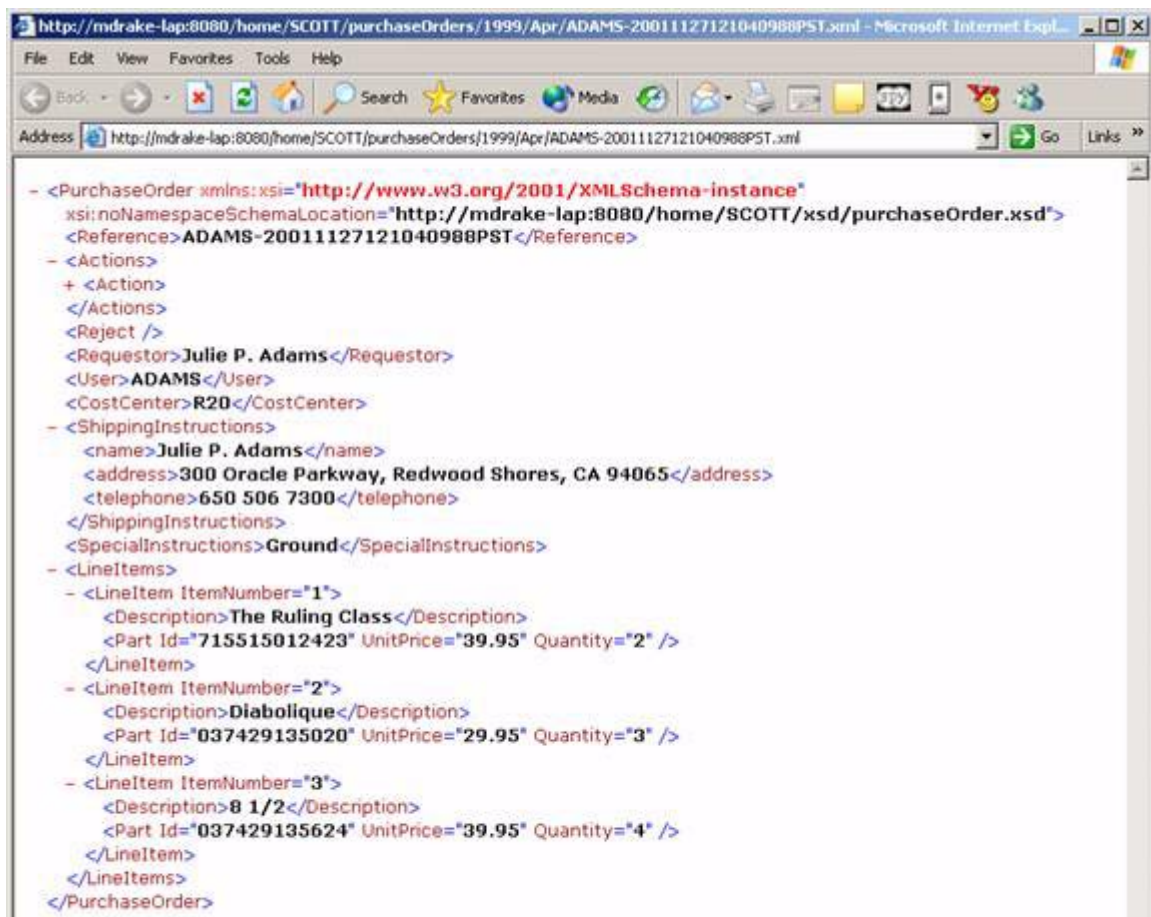 http://mdrake-lap:8080/home/SCOTT/purchaseOrders/1999/Apr/ADAMS-20011127121040988PST.xml - Microsoft Internet Expl...
File Edit View Favorites Tools Help
Back Search Favorites Media
Address http://mdrake-lap:8080/home/SCOTT/purchaseOrders/1999/Apr/ADAMS-20011127121040988PST.xml Go Links »
- <PurchaseOrder xmlns:xsi="http://www.w3.org/2001/XMLSchema-instance"
xsi:noNamespaceSchemaLocation="http://mdrake-lap:8080/home/SCOTT/xsd/purchaseOrder.xsd">
<Reference>ADAMS-20011127121040988PST</Reference>
- <Actions>
+ <Action>
</Actions>
<Reject />
<Requestor>Julie P. Adams</Requestor>
<User>ADAMS</User>
<CostCenter>R20</CostCenter>
- <ShippingInstructions>
<name>Julie P. Adams</name>
<address>300 Oracle Parkway, Redwood Shores, CA 94065</address>
<telephone>650 506 7300</telephone>
</ShippingInstructions>
<SpecialInstructions>Ground</SpecialInstructions>
- <LineItems>
- <LineItem ItemNumber="1">
<Description>The Ruling Class</Description>
<Part Id="715515012423" UnitPrice="39.95" Quantity="2" />
</LineItem>
- <LineItem ItemNumber="2">
<Description>Diabolique</Description>
<Part Id="037429135020" UnitPrice="29.95" Quantity="3" />
</LineItem>
- <LineItem ItemNumber="3">
<Description>8 1/2</Description>
<Part Id="037429135624" UnitPrice="39.95" Quantity="4" />
</LineItem>
</LineItems>
</PurchaseOrder>